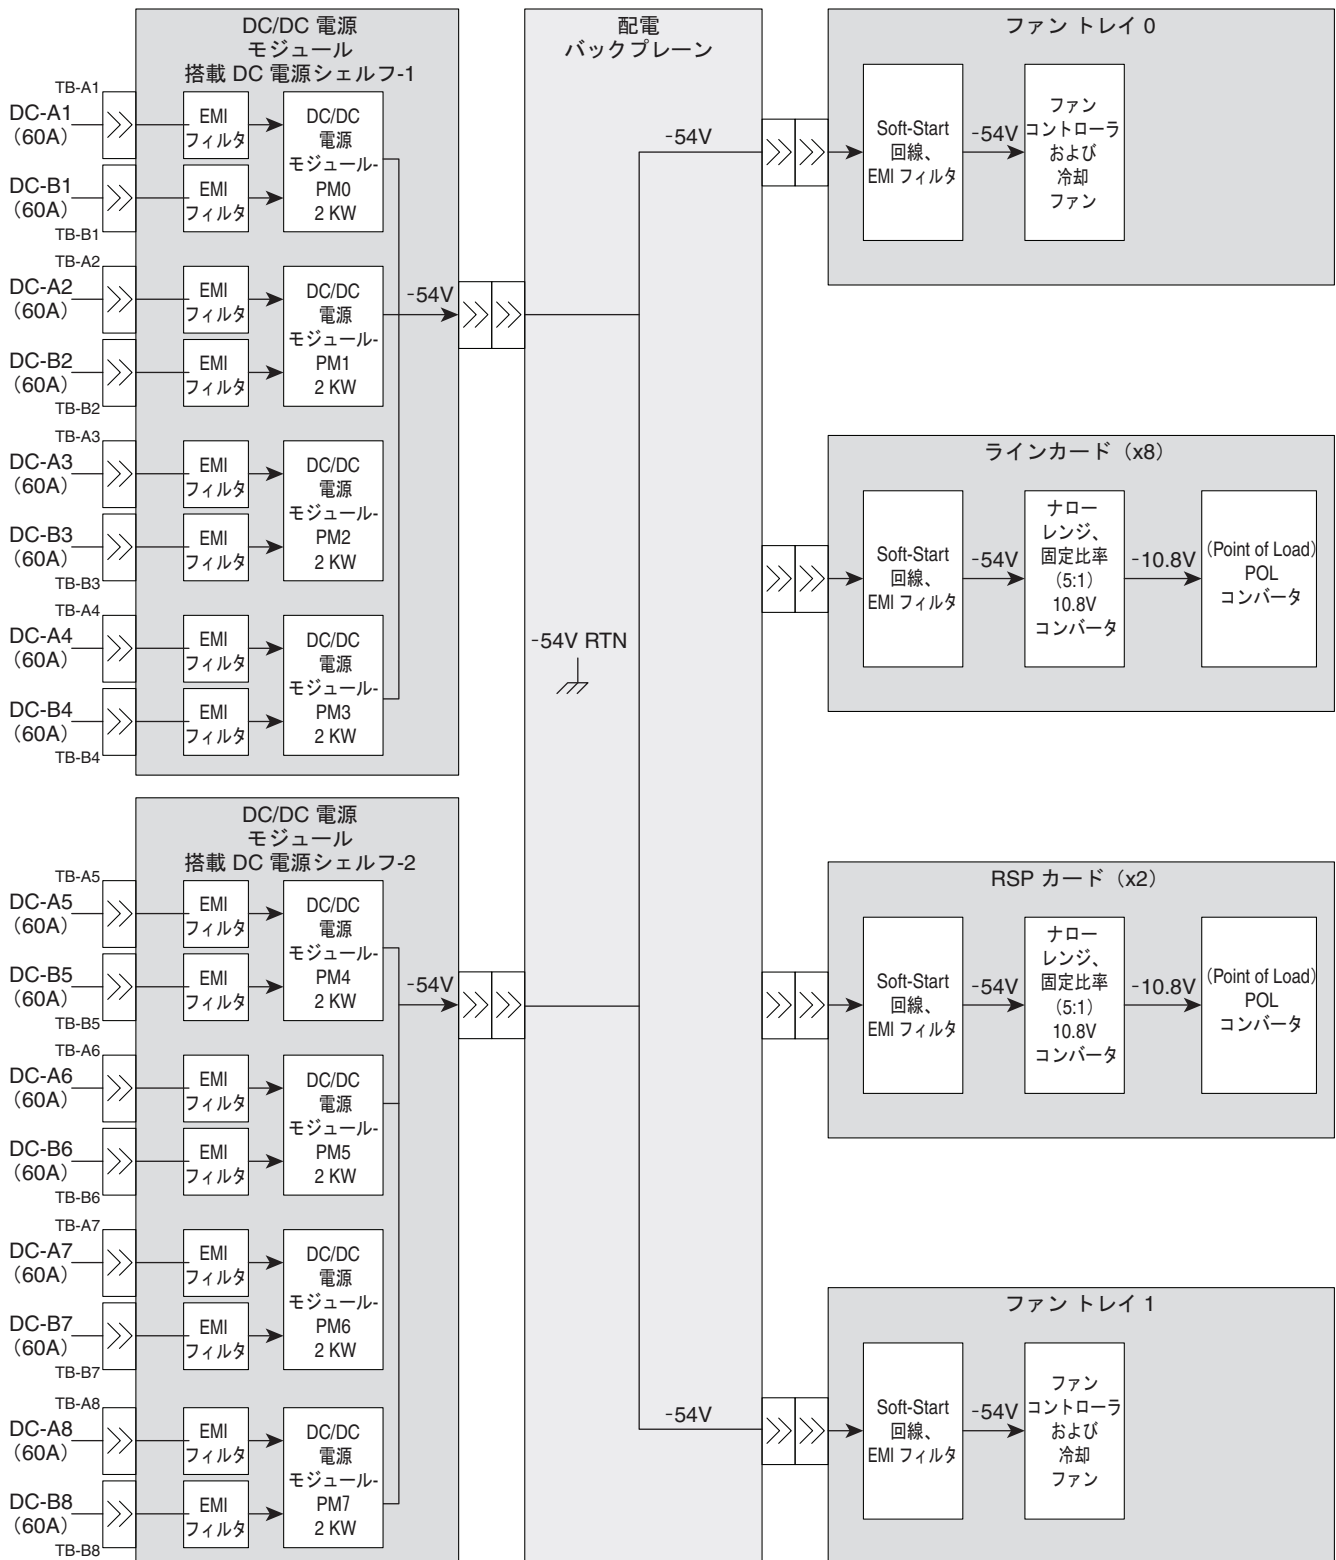 DC/DC 電源
モジュール
搭載 DC 電源シェルフ-1
TB-A1
DC-A1
(60A)
EMI
フィルタ
DC-B1
(60A)
TB-B1
EMI
フィルタ
DC/DC
電源
モジュール-
PM0
2 KW
TB-A2
DC-A2
(60A)
EMI
フィルタ
DC-B2
(60A)
TB-B2
EMI
フィルタ
DC/DC
電源
モジュール-
PM1
2 KW
-54V
TB-A3
DC-A3
(60A)
EMI
フィルタ
DC-B3
(60A)
TB-B3
EMI
フィルタ
DC/DC
電源
モジュール-
PM2
2 KW
TB-A4
DC-A4
(60A)
EMI
フィルタ
DC-B4
(60A)
TB-B4
EMI
フィルタ
DC/DC
電源
モジュール-
PM3
2 KW
DC/DC 電源
モジュール
搭載 DC 電源シェルフ-2
TB-A5
DC-A5
(60A)
EMI
フィルタ
DC-B5
(60A)
TB-B5
EMI
フィルタ
DC/DC
電源
モジュール-
PM4
2 KW
-54V
TB-A6
DC-A6
(60A)
EMI
フィルタ
DC-B6
(60A)
TB-B6
EMI
フィルタ
DC/DC
電源
モジュール-
PM5
2 KW
TB-A7
DC-A7
(60A)
EMI
フィルタ
DC-B7
(60A)
TB-B7
EMI
フィルタ
DC/DC
電源
モジュール-
PM6
2 KW
TB-A8
DC-A8
(60A)
EMI
フィルタ
DC-B8
(60A)
TB-B8
EMI
フィルタ
DC/DC
電源
モジュール-
PM7
2 KW
配電
バックプレーン
-54V
-54V RTN
-54V
ファン トレイ 0
Soft-Start
回線、
EMI フィルタ
-54V
ファン
コントローラ
および
冷却
ファン
ラインカード（x8）
Soft-Start
回線、
EMI フィルタ
-54V
ナロー
レンジ、
固定比率
（5:1）
10.8V
コンバータ
-10.8V
(Point of Load)
POL
コンバータ
RSP カード（x2）
Soft-Start
回線、
EMI フィルタ
-54V
ナロー
レンジ、
固定比率
（5:1）
10.8V
コンバータ
-10.8V
(Point of Load)
POL
コンバータ
ファン トレイ 1
Soft-Start
回線、
EMI フィルタ
-54V
ファン
コントローラ
および
冷却
ファン